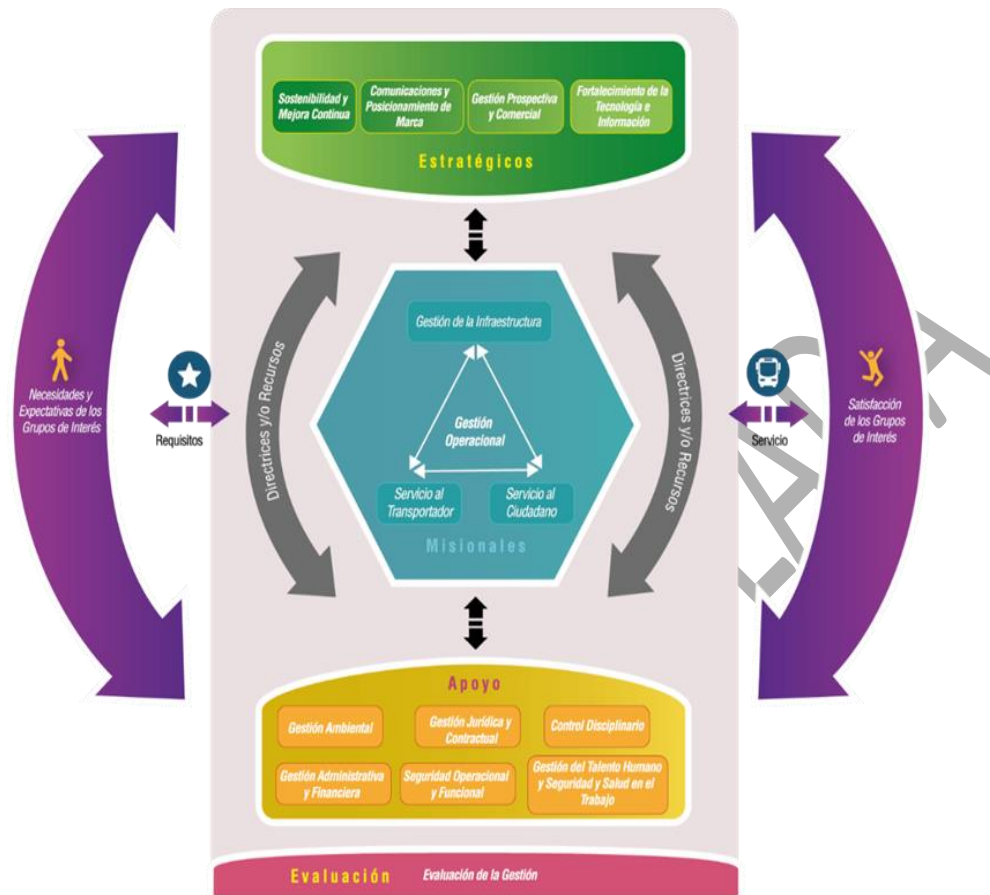 Sostenibilidad y
Mejora Continua
Comunicaciones y
Posicionamiento de
Marca
Gestión Prospectiva
y Comercial
Fortalecimiento de la
Tecnología e
Información
Estratégicos
Necesidades y
Expectativas de los
Grupos de Interés
Requisitos
Directrices y/o Recursos
Gestión de la Infraestructura
Gestión
Operacional
Servicio al
Transportador
Servicio al
Ciudadano
Misionales
Directrices y/o Recursos
Servicio
Satisfacción
de los Grupos
de Interés
Apoyo
Gestión Ambiental
Gestión Jurídica y
Contractual
Control Disciplinario
Gestión Administrativa
y Financiera
Seguridad Operacional
y Funcional
Gestión del Talento Humano
y Seguridad y Salud en el
Trabajo
Evaluación
Evaluación de la Gestión